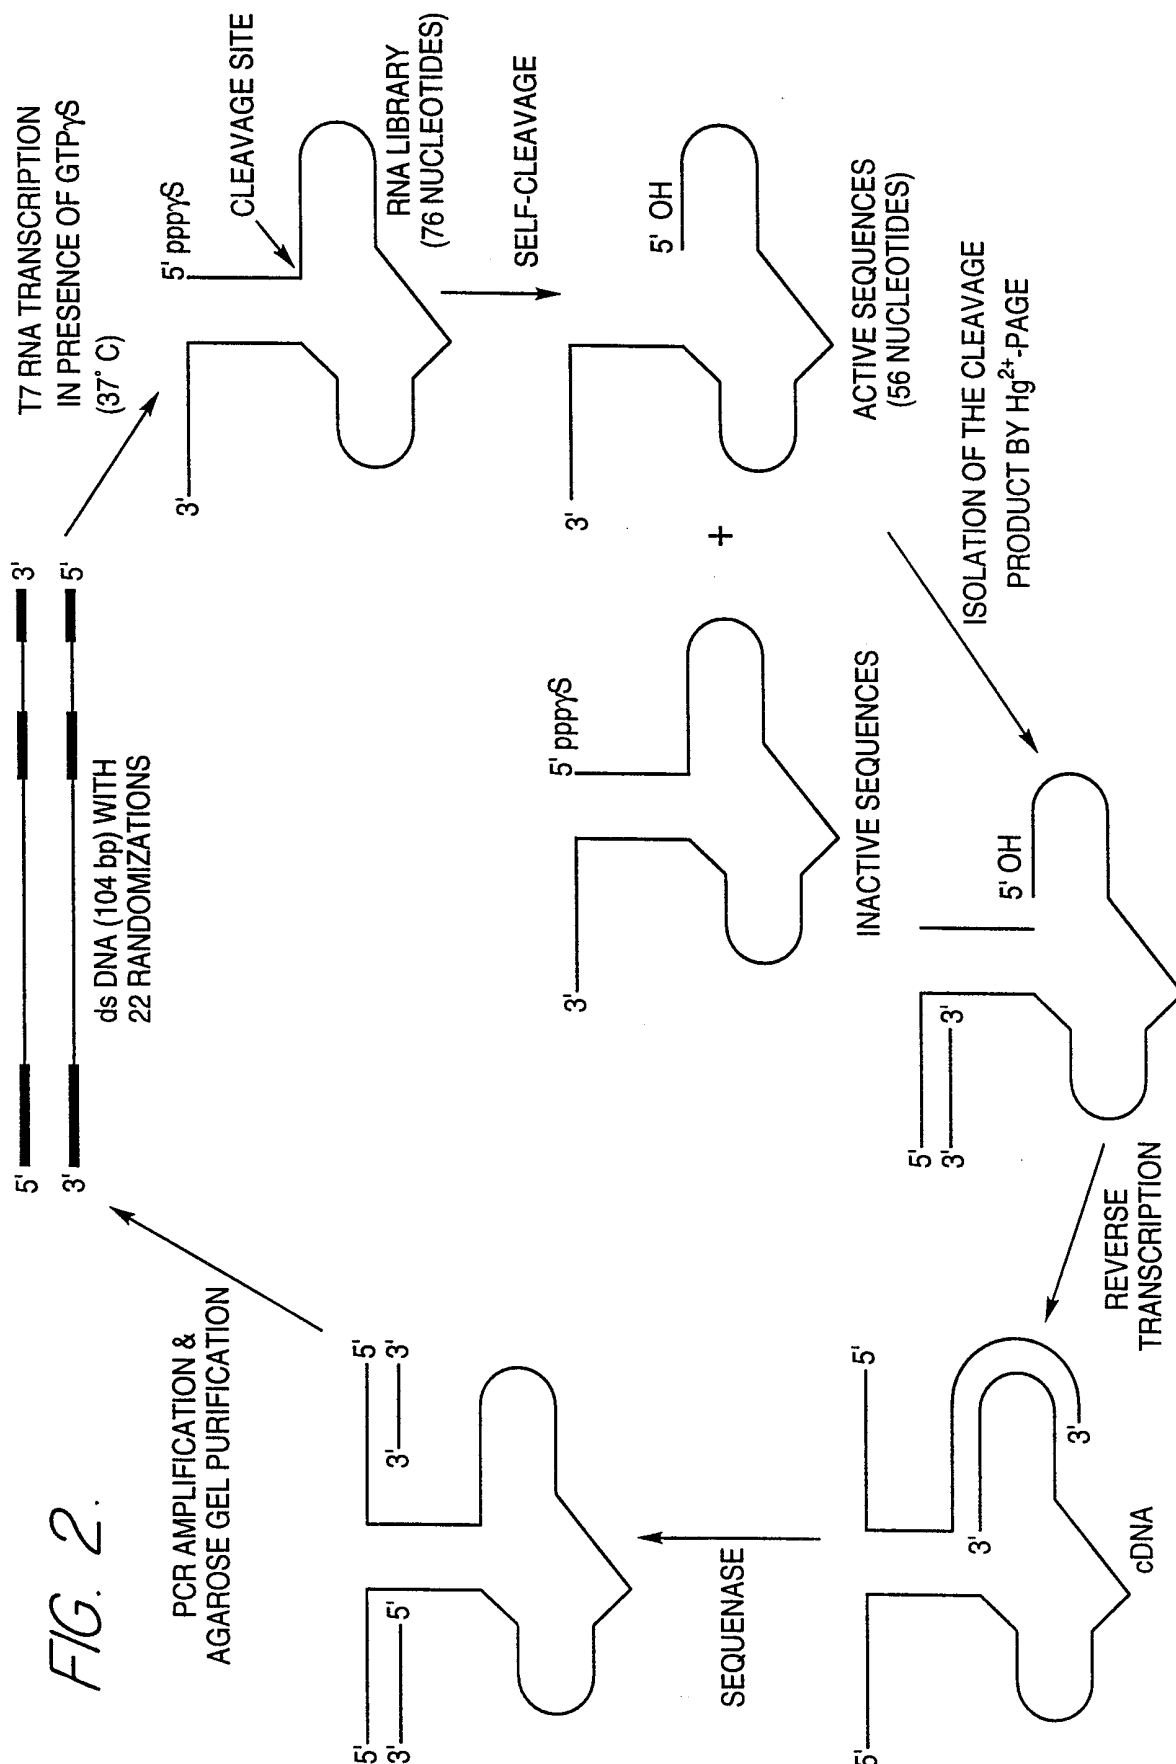 FIG. 2.
5'
3'
3'
5'
ds DNA (104 bp) WITH
22 RANDOMIZATIONS
T7 RNA TRANSCRIPTION
IN PRESENCE OF GTPγS
(37° C)
3'
5' pppγS
CLEAVAGE SITE
RNA LIBRARY
(76 NUCLEOTIDES)
SELF-CLEAVAGE
3'
5' pppγS
INACTIVE SEQUENCES
+
3'
5' OH
ACTIVE SEQUENCES
(56 NUCLEOTIDES)
ISOLATION OF THE CLEAVAGE
PRODUCT BY Hg2+-PAGE
5'
3'
3'
5' OH
REVERSE
TRANSCRIPTION
5'
5'
3'
3'
cDNA
SEQUENASE
5'
3'
5'
5'
3'
3'
PCR AMPLIFICATION &
AGAROSE GEL PURIFICATION